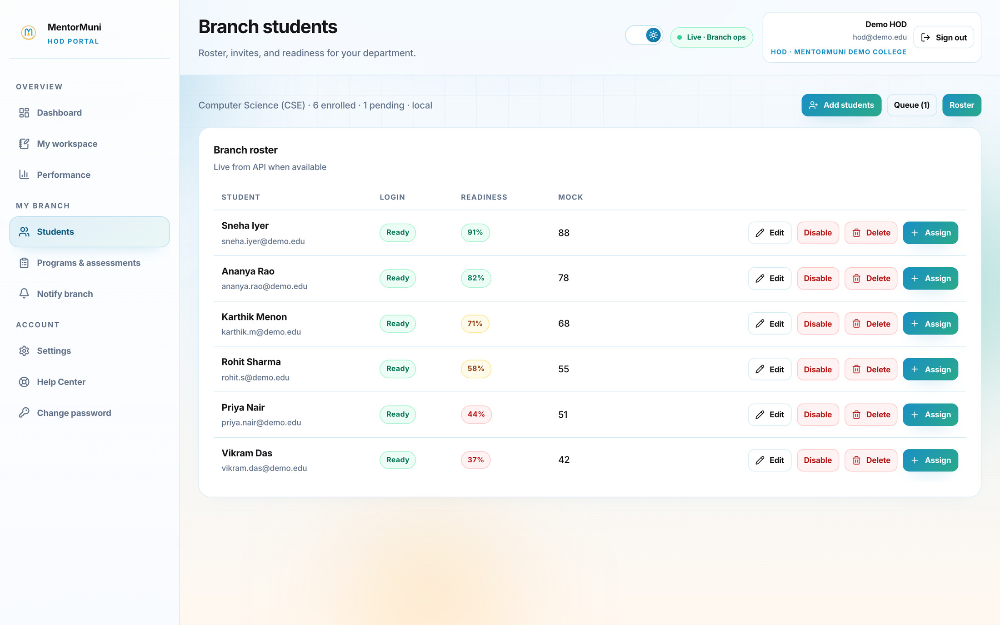 MentorMuni
HOD PORTAL
OVERVIEW
Dashboard
My workspace
Performance
MY BRANCH
Students
Programs & assessments
Notify branch
ACCOUNT
Settings
Help Center
Change password
Branch students
Roster, invites, and readiness for your department.
Live · Branch ops
Demo HOD
hod@demo.edu
HOD · MENTORMUNI DEMO COLLEGE
Sign out
Computer Science (CSE) · 6 enrolled · 1 pending · local
Add students
Queue (1)
Roster
Branch roster
Live from API when available
STUDENT LOGIN READINESS MOCK
Sneha Iyer
sneha.iyer@demo.edu
Ready 91% 88 Edit Disable Delete Assign
Ananya Rao
ananya.rao@demo.edu
Ready 82% 78 Edit Disable Delete Assign
Karthik Menon
karthik.m@demo.edu
Ready 71% 68 Edit Disable Delete Assign
Rohit Sharma
rohit.s@demo.edu
Ready 58% 55 Edit Disable Delete Assign
Priya Nair
priya.nair@demo.edu
Ready 44% 51 Edit Disable Delete Assign
Vikram Das
vikram.das@demo.edu
Ready 37% 42 Edit Disable Delete Assign